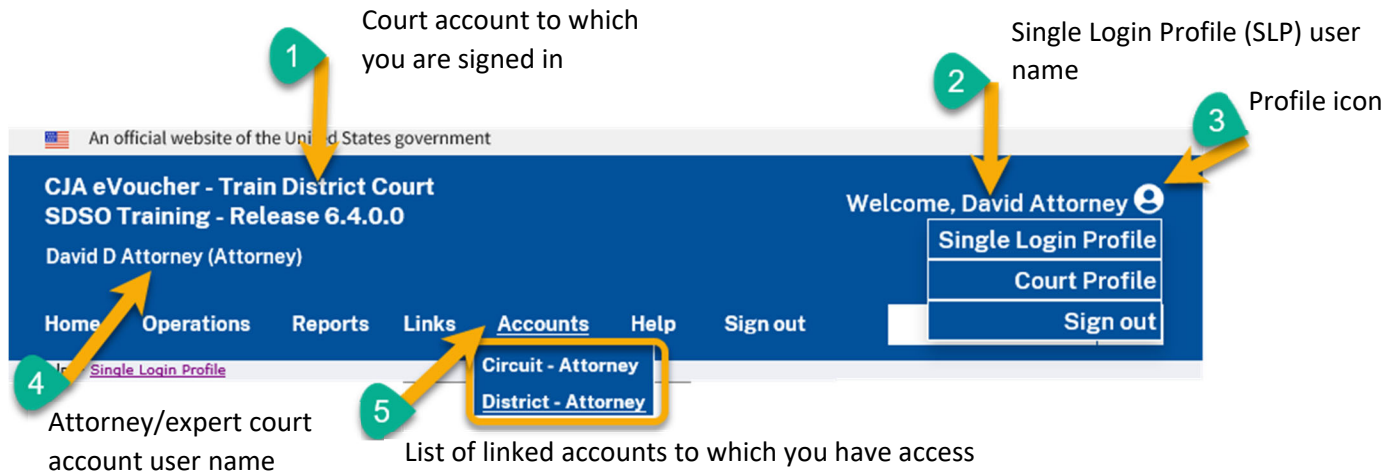 Court account to which
you are signed in
1
Single Login Profile (SLP) user
name
2
Profile icon
3
An official website of the United States government
CJA eVoucher - Train District Court
SDSO Training - Release 6.4.0.0
Welcome, David Attorney
Single Login Profile
Court Profile
Sign out
David D Attorney (Attorney)
Home Operations Reports Links Accounts Help Sign out
Circuit - Attorney
District - Attorney
Single Login Profile
4
Attorney/expert court
account user name
5
List of linked accounts to which you have access